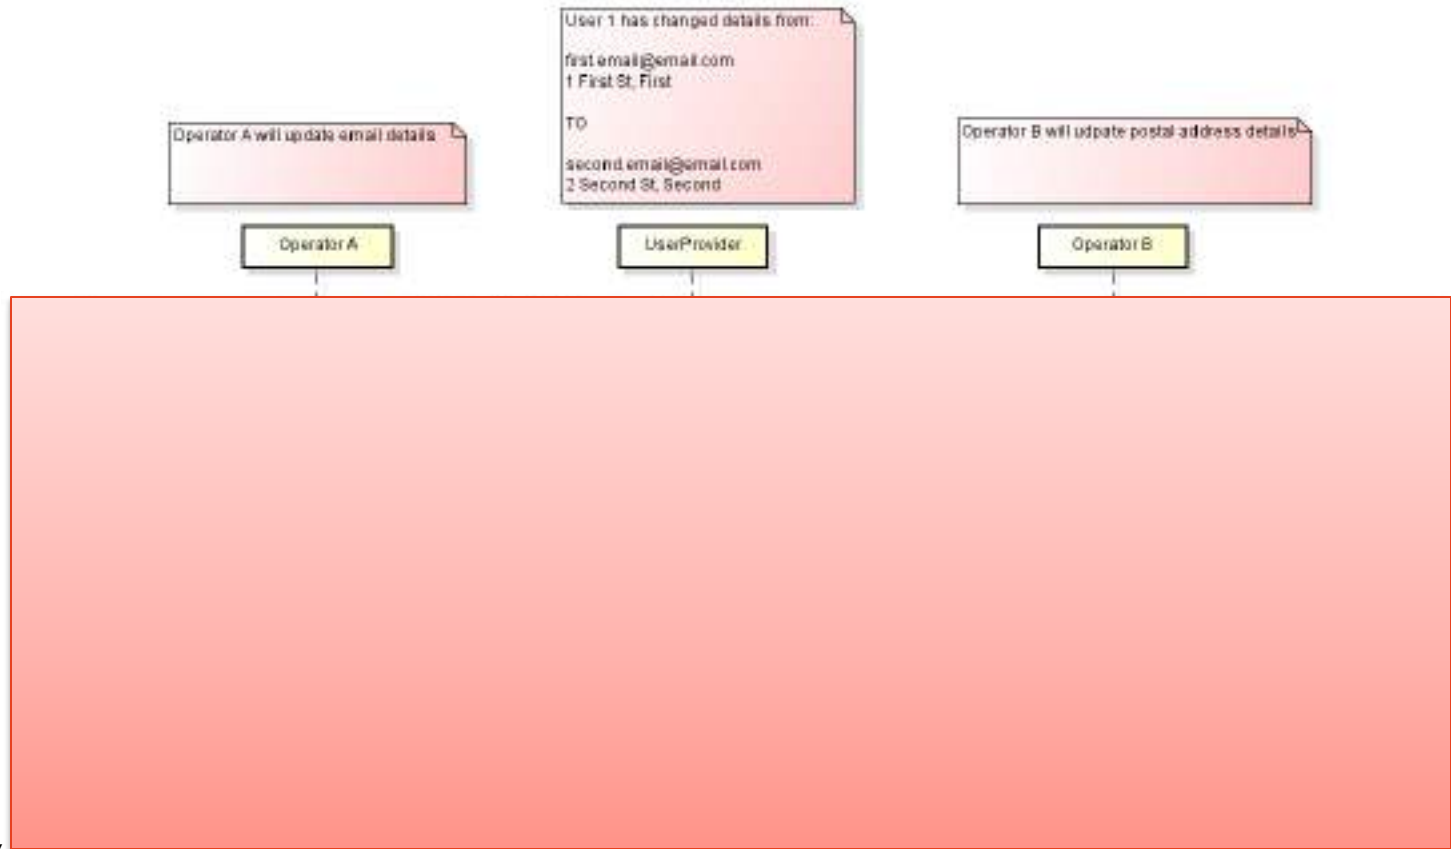 User 1 has changed details from:
first.email@email.com
1 First St, First
TO
second.email@email.com
2 Second St, Second
Operator A will update email details
Operator B will udpate postal address details
Operator A
UserProvider
Operator B